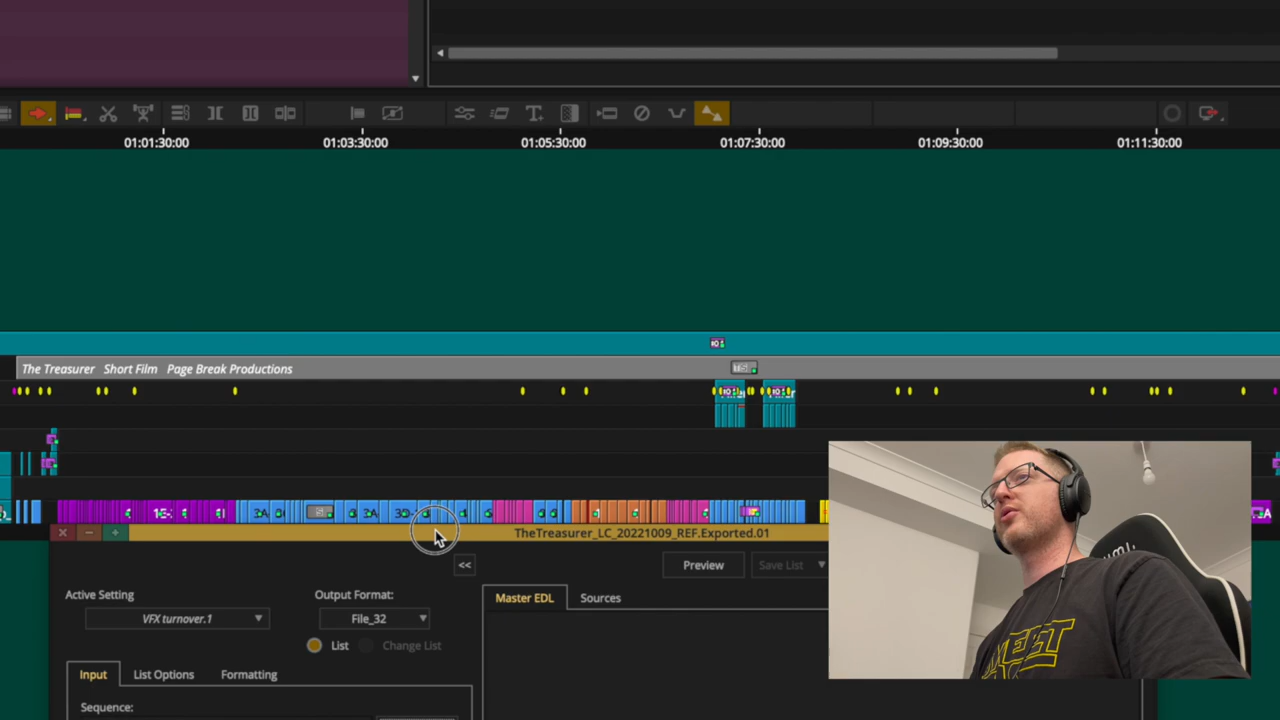 01:01:30:00 01:03:30:00 01:05:30:00 01:07:30:00 01:09:30:00 01:11:30:00
The Treasurer Short Film Page Break Productions
TheTreasurer_LC_20221009_REF.Exported.01
<<
Preview
Save List
Active Setting
Output Format:
Master EDL
Sources
VFX turnover.1
File_32
List
Change List
Input
List Options
Formatting
Sequence: